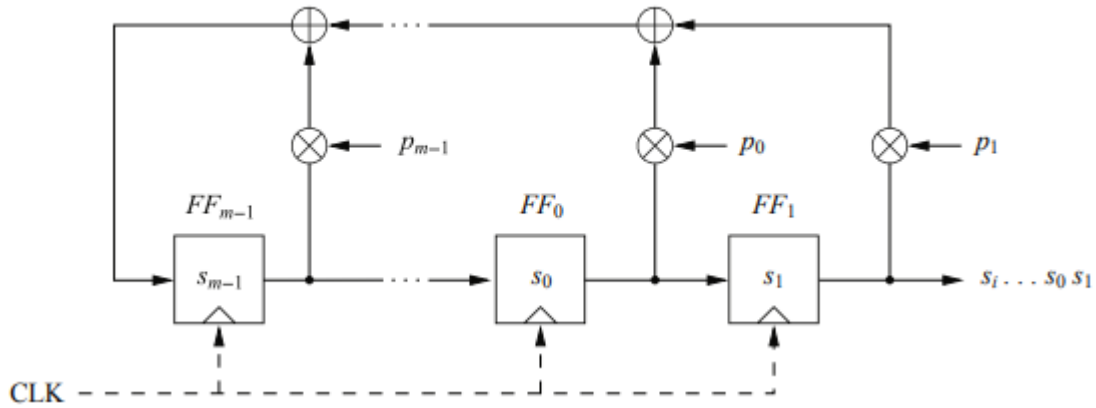 p_{m-1} p_0 p_1
FF_{m-1} FF_0 FF_1
s_{m-1} s_0 s_1 s_i . . . s_0 s_1
CLK